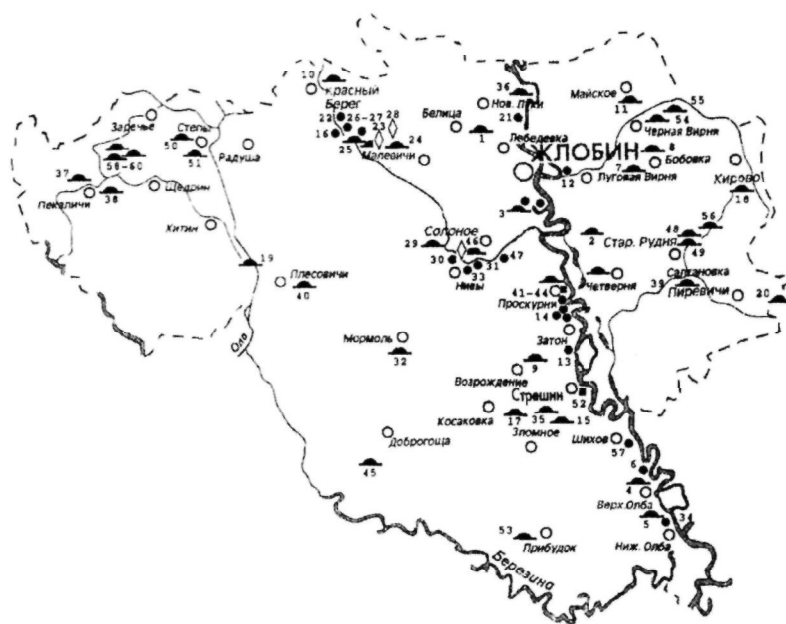 10
Красный
Берег
22
26-27
28
23
16
25
24
Малевичи
36
Нов. Луки
21
Белица
1
Лебедевка
ЖЛОБИН
Майское
11
55
54
Черная Вирня
8
7
Бобовка
Луговая Вирня
12
Кирово
18
Заречье
Степы
50
51
Радуша
58-60
37
Пекаличи
38
Щедрин
Китин
19
3
2
56
48
Стар. Рудня
49
Солоное
46
29
30
33
31
47
Нивы
Плесовичи
40
Четверня
Салтановка
39
Пиревичи
20
41-44
Проскурни
14
Затон
13
Ола
Мормоль
32
9
Возрождение
Стрешин
52
Косаковка
17
35
15
Зломное
Шихов
57
Доброгоща
45
6
4
Верх.Олба
5
34
53
Прибудок
Ниж. Олба
Березина